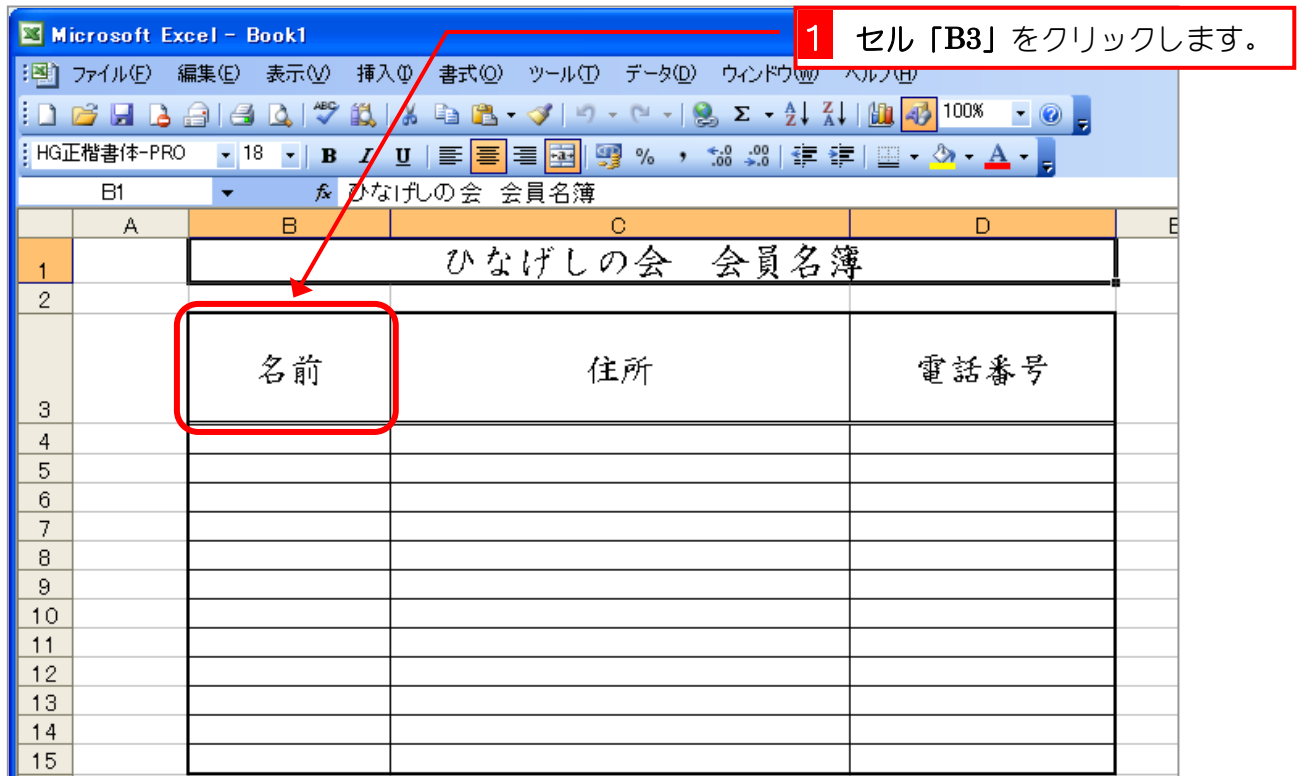 Microsoft Excel - Book1
1 セル「B3」をクリックします。
ファイル(F) 編集(E) 表示(V) 挿入(I) 書式(O) ツール(T) データ(D) ウィンドウ(W) ヘルプ(H)
100%
HG正楷書体-PRO 18 B I U % ,
B1 fx ひなげしの会 会員名簿
A B C D E
1 ひなげしの会 会員名簿
2
3 名前 住所 電話番号
4
5
6
7
8
9
10
11
12
13
14
15